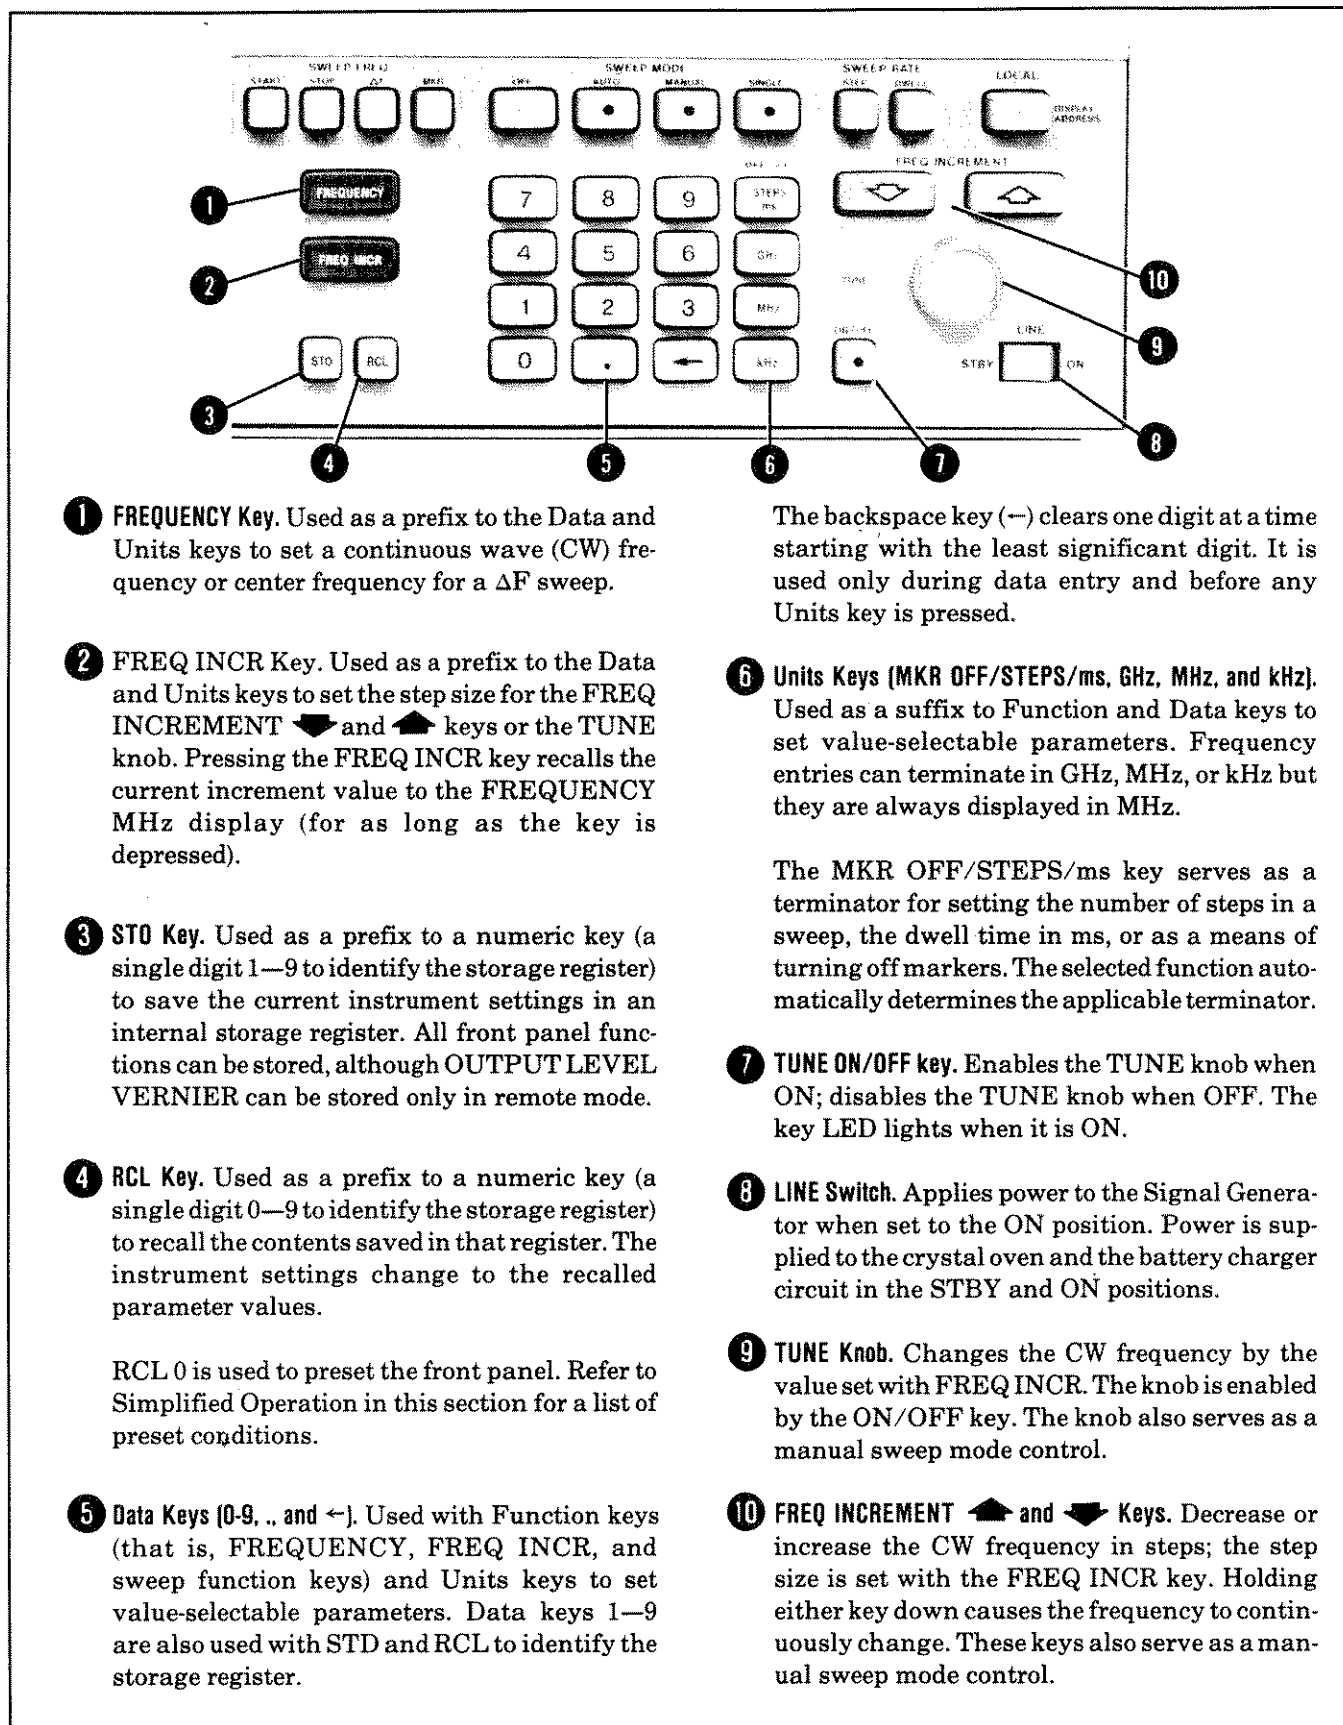 SWEEP FREQ SWEEP MODE SWEEP RATE LOCAL
START STOP ΔF MKR OFF AUTO MANUAL SINGLE STEP DWELL
DISPLAY
ADDRESS
FREQ INCREMENT
1 FREQUENCY 7 8 9 STEPS
ms
2 FREQ INCR 4 5 6 GHz
10
TUNE
1 2 3 MHz
ON/OFF LINE
9
3 STO RCL 0 . ← kHz STBY ON
4 5 6 7 8
1 FREQUENCY Key. Used as a prefix to the Data and
Units keys to set a continuous wave (CW) fre-
quency or center frequency for a ΔF sweep.
2 FREQ INCR Key. Used as a prefix to the Data
and Units keys to set the step size for the FREQ
INCREMENT 🡇 and 🡅 keys or the TUNE
knob. Pressing the FREQ INCR key recalls the
current increment value to the FREQUENCY
MHz display (for as long as the key is
depressed).
3 STO Key. Used as a prefix to a numeric key (a
single digit 1—9 to identify the storage register)
to save the current instrument settings in an
internal storage register. All front panel func-
tions can be stored, although OUTPUT LEVEL
VERNIER can be stored only in remote mode.
4 RCL Key. Used as a prefix to a numeric key (a
single digit 0—9 to identify the storage register)
to recall the contents saved in that register. The
instrument settings change to the recalled
parameter values.
RCL 0 is used to preset the front panel. Refer to
Simplified Operation in this section for a list of
preset conditions.
5 Data Keys (0-9, ., and ←). Used with Function keys
(that is, FREQUENCY, FREQ INCR, and
sweep function keys) and Units keys to set
value-selectable parameters. Data keys 1—9
are also used with STD and RCL to identify the
storage register.
The backspace key (←) clears one digit at a time
starting with the least significant digit. It is
used only during data entry and before any
Units key is pressed.
6 Units Keys (MKR OFF/STEPS/ms, GHz, MHz, and kHz).
Used as a suffix to Function and Data keys to
set value-selectable parameters. Frequency
entries can terminate in GHz, MHz, or kHz but
they are always displayed in MHz.
The MKR OFF/STEPS/ms key serves as a
terminator for setting the number of steps in a
sweep, the dwell time in ms, or as a means of
turning off markers. The selected function auto-
matically determines the applicable terminator.
7 TUNE ON/OFF key. Enables the TUNE knob when
ON; disables the TUNE knob when OFF. The
key LED lights when it is ON.
8 LINE Switch. Applies power to the Signal Genera-
tor when set to the ON position. Power is sup-
plied to the crystal oven and the battery charger
circuit in the STBY and ON positions.
9 TUNE Knob. Changes the CW frequency by the
value set with FREQ INCR. The knob is enabled
by the ON/OFF key. The knob also serves as a
manual sweep mode control.
10 FREQ INCREMENT 🡅 and 🡇 Keys. Decrease or
increase the CW frequency in steps; the step
size is set with the FREQ INCR key. Holding
either key down causes the frequency to contin-
uously change. These keys also serve as a man-
ual sweep mode control.